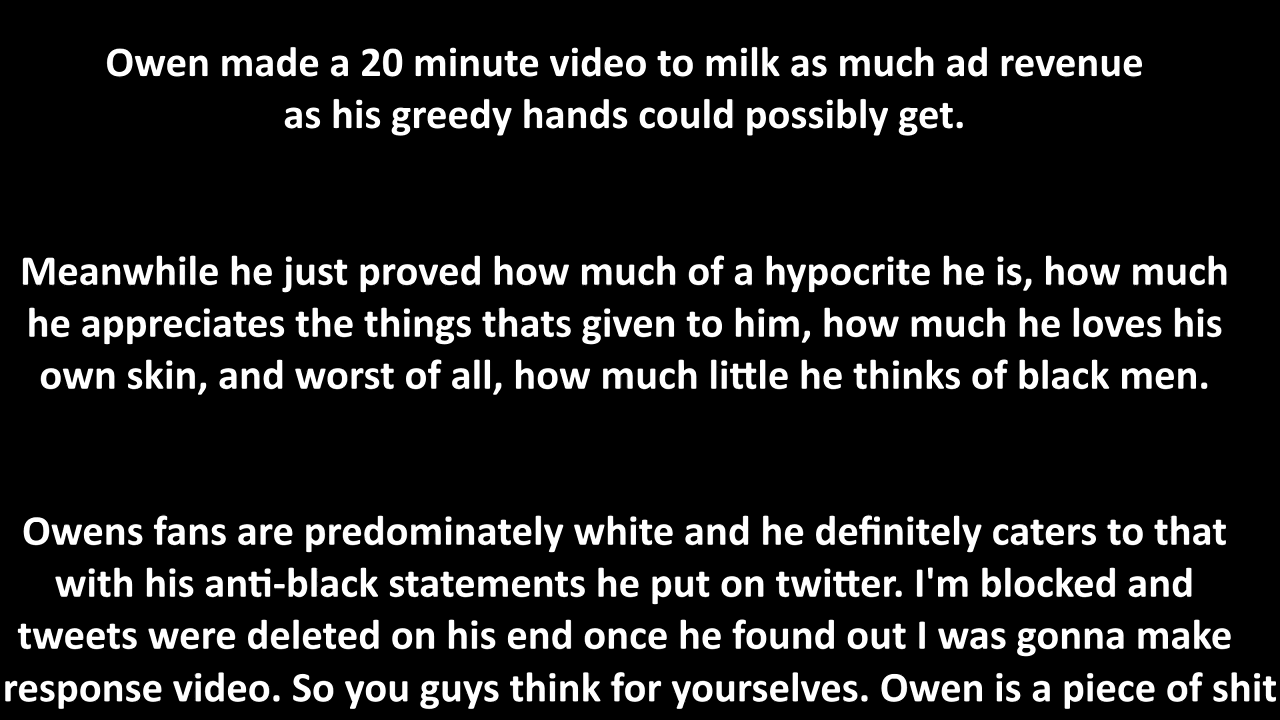 Owen made a 20 minute video to milk as much ad revenue
as his greedy hands could possibly get.
Meanwhile he just proved how much of a hypocrite he is, how much
he appreciates the things thats given to him, how much he loves his
own skin, and worst of all, how much little he thinks of black men.
Owens fans are predominately white and he definitely caters to that
with his anti-black statements he put on twitter. I'm blocked and
tweets were deleted on his end once he found out I was gonna make
response video. So you guys think for yourselves. Owen is a piece of shit